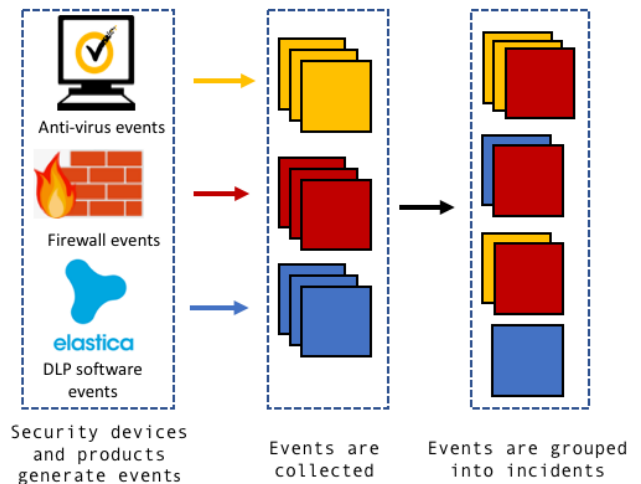 Anti-virus events
Firewall events
elastica
DLP software
events
Security devices
and products
generate events
Events are
collected
Events are grouped
into incidents